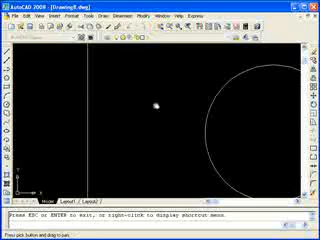 AutoCAD 2009 - [Drawing8.dwg]
File Edit View Insert Format Tools Draw Dimension Modify Window Help Express
Model Layout1 Layout2
Press ESC or ENTER to exit, or right-click to display shortcut menu.
Press pick button and drag to pan.